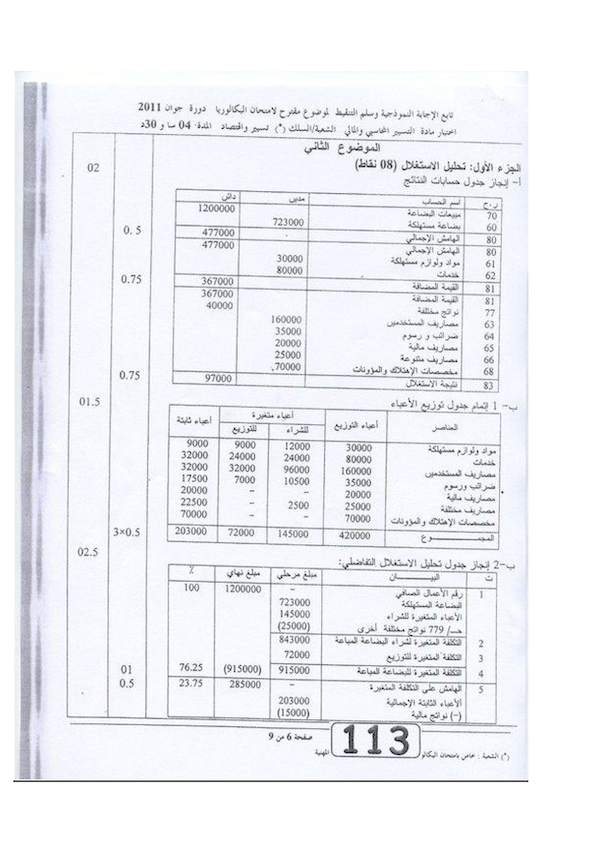 تابع الإجابة النموذجية وسلم التنقيط لموضوع مقترح لامتحان البكالوريا دورة جوان 2011
اختبار مادة التسيير المحاسبي والمالي الشعبة/السلك (*) تسيير واقتصاد المدة: 04 سا و 30د
الموضوع الثاني
الجزء الأول: تحليل الاستغلال (08 نقاط) 02
أ- إنجاز جدول حسابات النتائج
ر.ح اسم الحساب مدين دائن
70 مبيعات البضاعة 1200000
60 بضاعة مستهلكة 723000
80 الهامش الإجمالي - 477000 0.5
80 الهامش الإجمالي 477000
61 مواد ولوازم مستهلكة 30000
62 خدمات 80000
81 القيمة المضافة 367000 0.75
81 القيمة المضافة 367000
77 نواتج مختلفة 40000
63 مصاريف المستخدمين 160000
64 ضرائب و رسوم 35000
65 مصاريف مالية 20000
66 مصاريف متنوعة 25000
68 مخصصات الإهتلاك والمؤونات 70000
83 نتيجة الاستغلال 97000 0.75
ب- 1 إتمام جدول توزيع الأعباء 01.5
العناصر أعباء التوزيع أعباء متغيرة أعباء ثابتة
للشراء للتوزيع
مواد ولوازم مستهلكة 30000 12000 9000 9000
خدمات 80000 24000 24000 32000
مصاريف المستخدمين 160000 96000 32000 32000
ضرائب ورسوم 35000 10500 7000 17500
مصاريف مالية 20000 - - 20000
مصاريف مختلفة 25000 2500 - 22500
مخصصات الإهتلاك والمؤونات 70000 - - 70000
المجمـــوع 420000 145000 72000 203000 3×0.5
ب-2 إنجاز جدول تحليل الاستغلال التفاضلي: 02.5
ت البيـــــان مبلغ مرحلي مبلغ نهاي %
1 رقم الأعمال الصافي - 1200000 100
البضاعة المستهلكة 723000
الأعباء المتغيرة للشراء 145000
حـ/ 779 نواتج مختلفة أخرى (25000)
2 التكلفة المتغيرة لشراء البضاعة المباعة 843000
3 التكلفة المتغيرة للتوزيع 72000
4 التكلفة المتغيرة للبضاعة المباعة 915000 (915000) 76.25 01
5 الهامش على التكلفة المتغيرة - 285000 23.75 0.5
الأعباء الثابتة الإجمالية 203000
(-) نواتج مالية (15000)
صفحة 6 من 9
113
(*) الشعبة : خاص بامتحان البكالو
المهنية